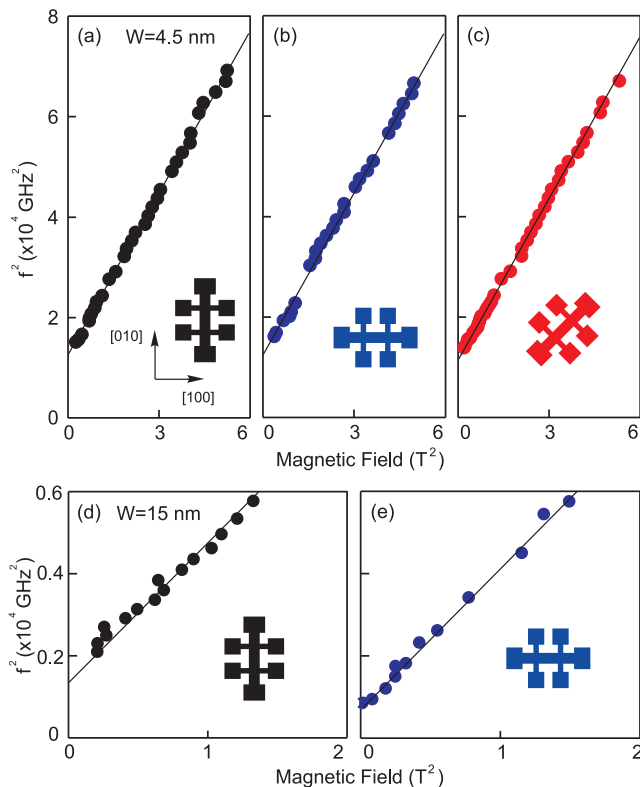 8
(a) W=4.5 nm
(b)
(c)
6
4
2
0
f² (x10⁴ GHz²)
[010]
[100]
0 3 6
0 3 6
0 3 6
Magnetic Field (T²)
0.6
(d) W=15 nm
(e)
0.4
0.2
0
f² (x10⁴ GHz²)
0 1 2
0 1 2
Magnetic Field (T²)